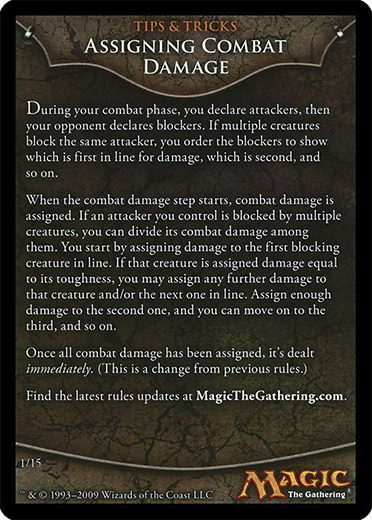 TIPS & TRICKS
ASSIGNING COMBAT
DAMAGE
During your combat phase, you declare attackers, then
your opponent declares blockers. If multiple creatures
block the same attacker, you order the blockers to show
which is first in line for damage, which is second, and
so on.
When the combat damage step starts, combat damage is
assigned. If an attacker you control is blocked by multiple
creatures, you can divide its combat damage among
them. You start by assigning damage to the first blocking
creature in line. If that creature is assigned damage equal
to its toughness, you may assign any further damage to
that creature and/or the next one in line. Assign enough
damage to the second one, and you can move on to the
third, and so on.
Once all combat damage has been assigned, it's dealt
immediately. (This is a change from previous rules.)
Find the latest rules updates at MagicTheGathering.com.
1/15
MAGIC
The Gathering®
™ & © 1993–2009 Wizards of the Coast LLC